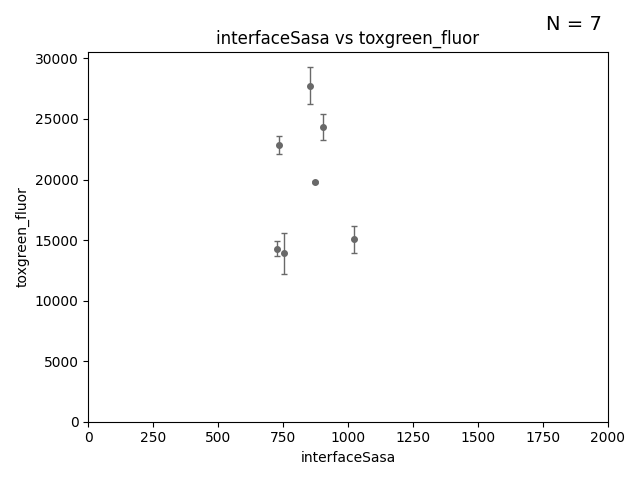 N = 7
interfaceSasa vs toxgreen_fluor
30000
25000
20000
15000
10000
5000
0
toxgreen_fluor
0 250 500 750 1000 1250 1500 1750 2000
interfaceSasa